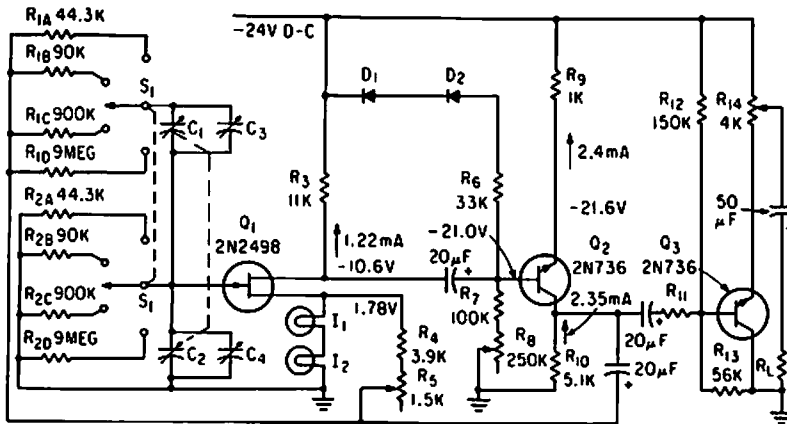 R1A 44.3K
R1B 90K
S1
R1C 900K
R1D 9MEG
R2A 44.3K
R2B 90K
S1
R2C 900K
R2D 9MEG
C1
C3
C2
C4
-24V D-C
D1
D2
R3
11K
Q1
2N2498
1.22mA
-10.6V
1.78V
I1
I2
R4
3.9K
R5
1.5K
R6
33K
-21.0V
20μF
+
R7
100K
R8
250K
R9
1K
2.4mA
-21.6V
Q2
2N736
2.35mA
R10
5.1K
20μF
+
20μF
+
R11
Q3
2N736
R12
150K
R13
56K
R14
4K
50
μF
RL